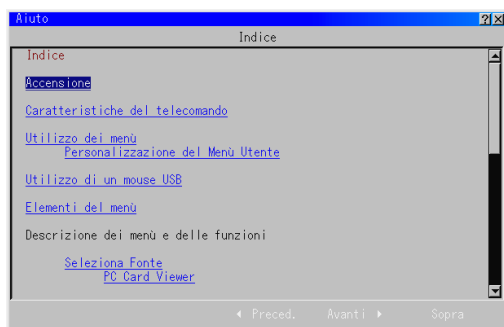 Aiuto
Indice
Indice
Accensione
Caratteristiche del telecomando
Utilizzo dei menù
Personalizzazione del Menù Utente
Utilizzo di un mouse USB
Elementi del menù
Descrizione dei menù e delle funzioni
Seleziona Fonte
PC Card Viewer
Preced. Avanti Sopra